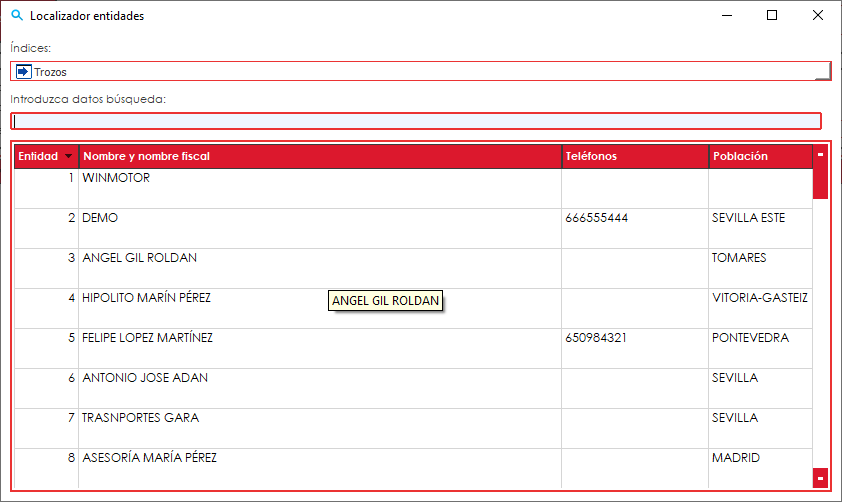 Localizador entidades
Índices:
Trozos
Introduzca datos búsqueda:
Entidad Nombre y nombre fiscal Teléfonos Población
1 WINMOTOR
2 DEMO 666555444 SEVILLA ESTE
3 ANGEL GIL ROLDAN TOMARES
4 HIPOLITO MARÍN PÉREZ ANGEL GIL ROLDAN VITORIA-GASTEIZ
5 FELIPE LOPEZ MARTÍNEZ 650984321 PONTEVEDRA
6 ANTONIO JOSE ADAN SEVILLA
7 TRASNPORTES GARA SEVILLA
8 ASESORÍA MARÍA PÉREZ MADRID